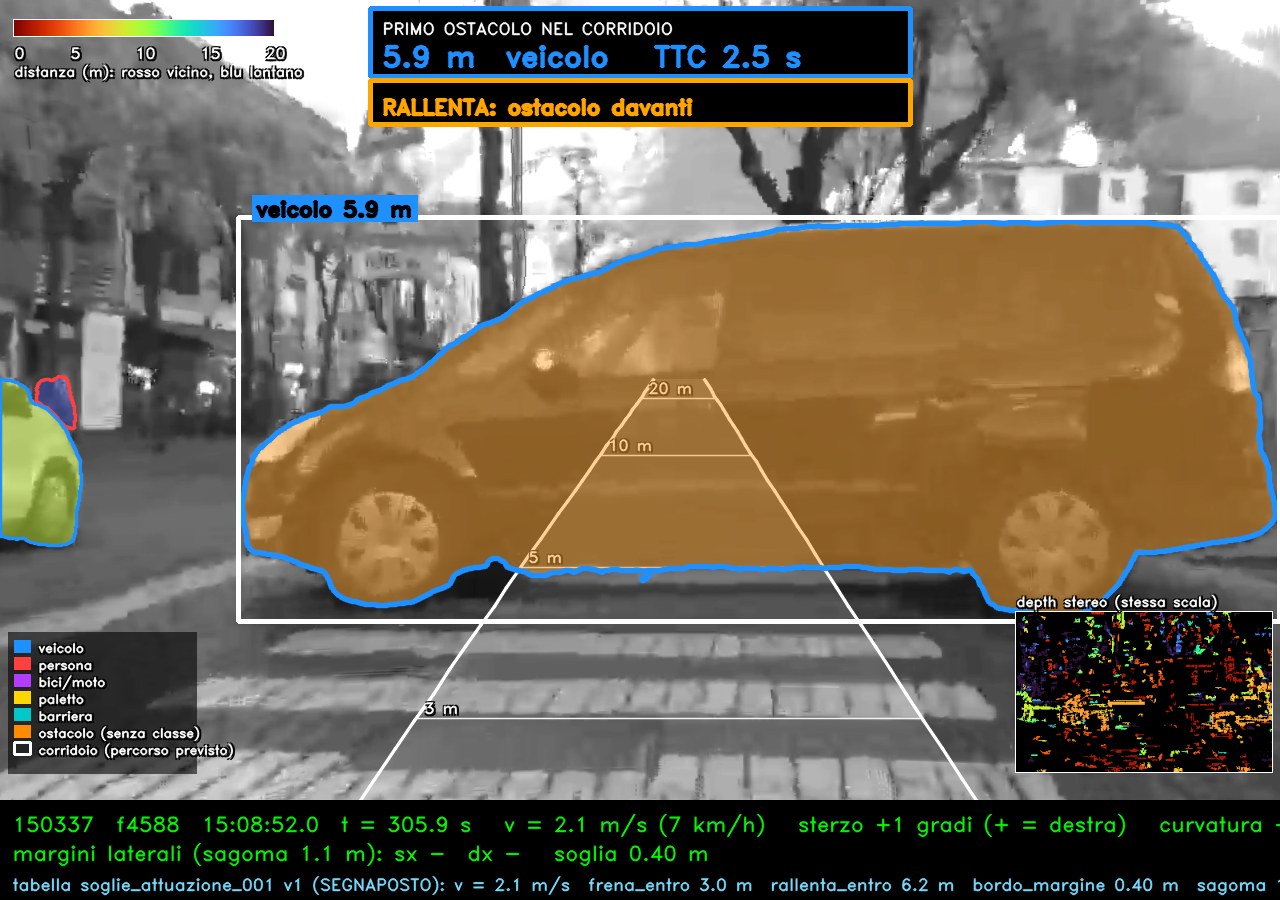 0 5 10 15 20
distanza (m): rosso vicino, blu lontano
PRIMO OSTACOLO NEL CORRIDOIO
5.9 m veicolo TTC 2.5 s
RALLENTA: ostacolo davanti
veicolo 5.9 m
20 m
10 m
5 m
3 m
depth stereo (stessa scala)
veicolo
persona
bici/moto
paletto
barriera
ostacolo (senza classe)
corridoio (percorso previsto)
150337 f4588 15:08:52.0 t = 305.9 s v = 2.1 m/s (7 km/h) sterzo +1 gradi (+ = destra) curvatura
margini laterali (sagoma 1.1 m): sx - dx - soglia 0.40 m
tabella soglie_attuazione_001 v1 (SEGNAPOSTO): v = 2.1 m/s frena_entro 3.0 m rallenta_entro 6.2 m bordo_margine 0.40 m sagoma